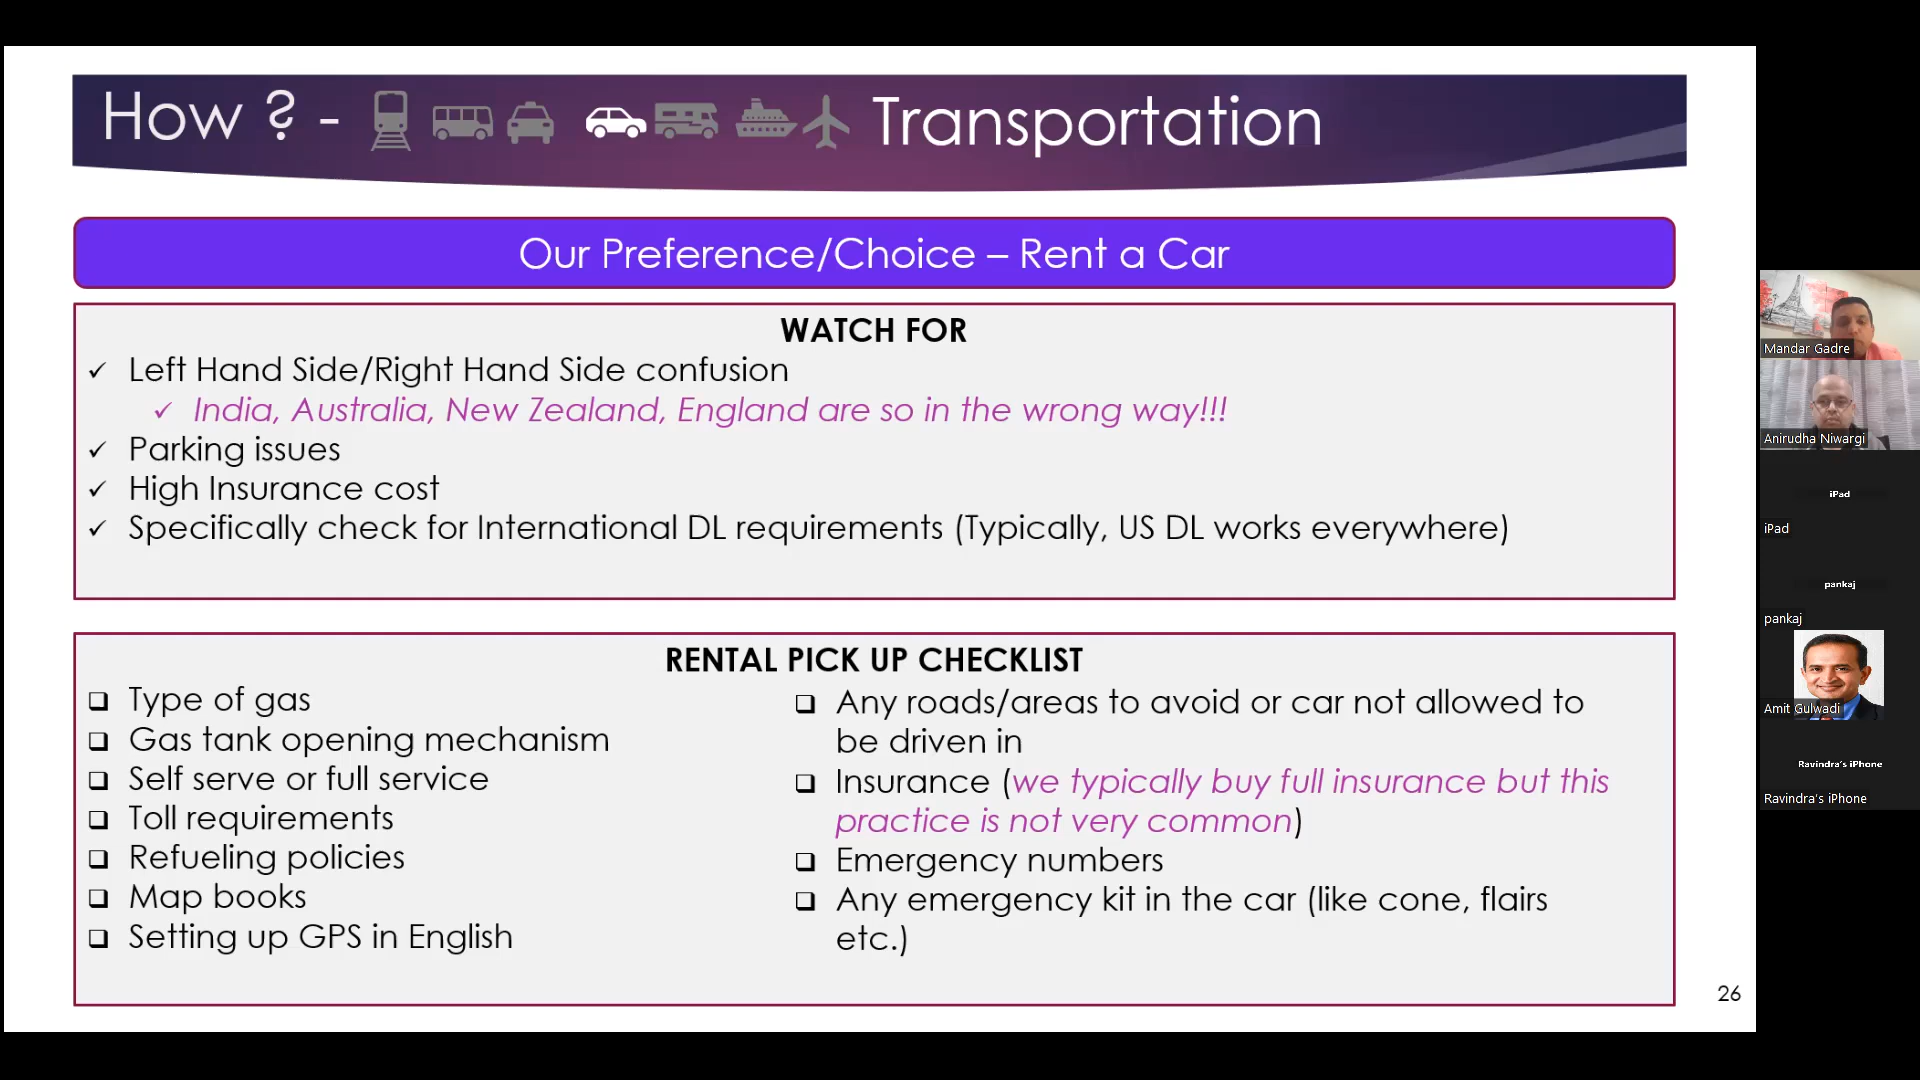 How ? - Transportation
Our Preference/Choice – Rent a Car
WATCH FOR
✓ Left Hand Side/Right Hand Side confusion
✓ India, Australia, New Zealand, England are so in the wrong way!!!
✓ Parking issues
✓ High Insurance cost
✓ Specifically check for International DL requirements (Typically, US DL works everywhere)
RENTAL PICK UP CHECKLIST
❑ Type of gas
❑ Gas tank opening mechanism
❑ Self serve or full service
❑ Toll requirements
❑ Refueling policies
❑ Map books
❑ Setting up GPS in English
❑ Any roads/areas to avoid or car not allowed to
be driven in
❑ Insurance (we typically buy full insurance but this
practice is not very common)
❑ Emergency numbers
❑ Any emergency kit in the car (like cone, flairs
etc.)
26
Mandar Gadre
Anirudha Niwargi
iPad
iPad
pankaj
pankaj
Amit Gulwadi
Ravindra's iPhone
Ravindra's iPhone